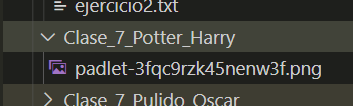 ejercicio2.txt
Clase_7_Potter_Harry
padlet-3fqc9rzk45nenw3f.png
Clase_7_Pulido_Oscar